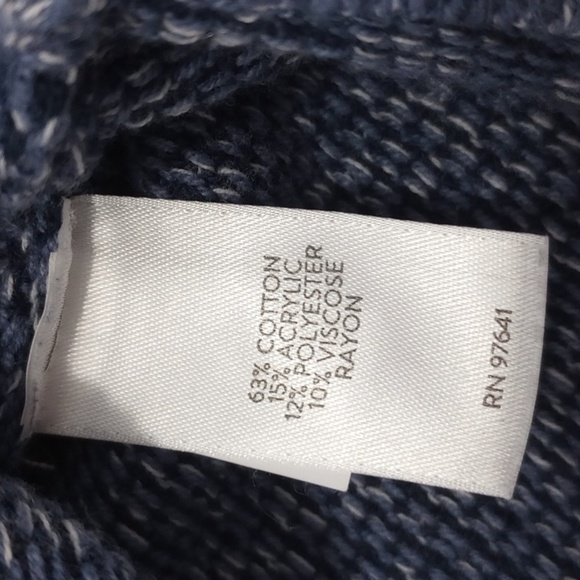 63% COTTON
15% ACRYLIC
12% POLYESTER
10% VISCOSE
RAYON
RN 97641